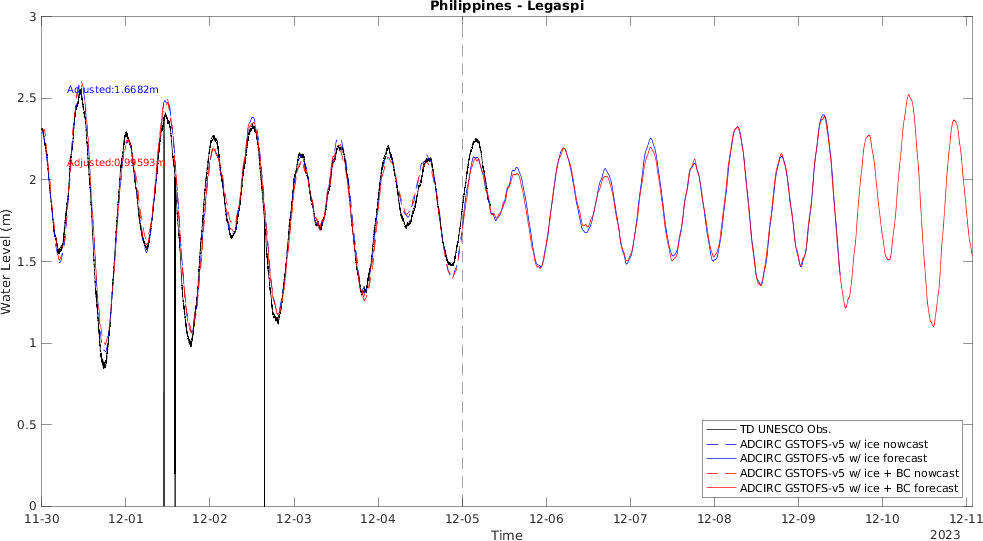 Philippines - Legaspi
3
2.5
2
1.5
1
0.5
0
Water Level (m)
Adjusted:1.6682m
Adjusted:0.99593m
TD UNESCO Obs.
ADCIRC GSTOFS-v5 w/ ice nowcast
ADCIRC GSTOFS-v5 w/ ice forecast
ADCIRC GSTOFS-v5 w/ ice + BC nowcast
ADCIRC GSTOFS-v5 w/ ice + BC forecast
11-30 12-01 12-02 12-03 12-04 12-05 12-06 12-07 12-08 12-09 12-10 12-11
Time
2023